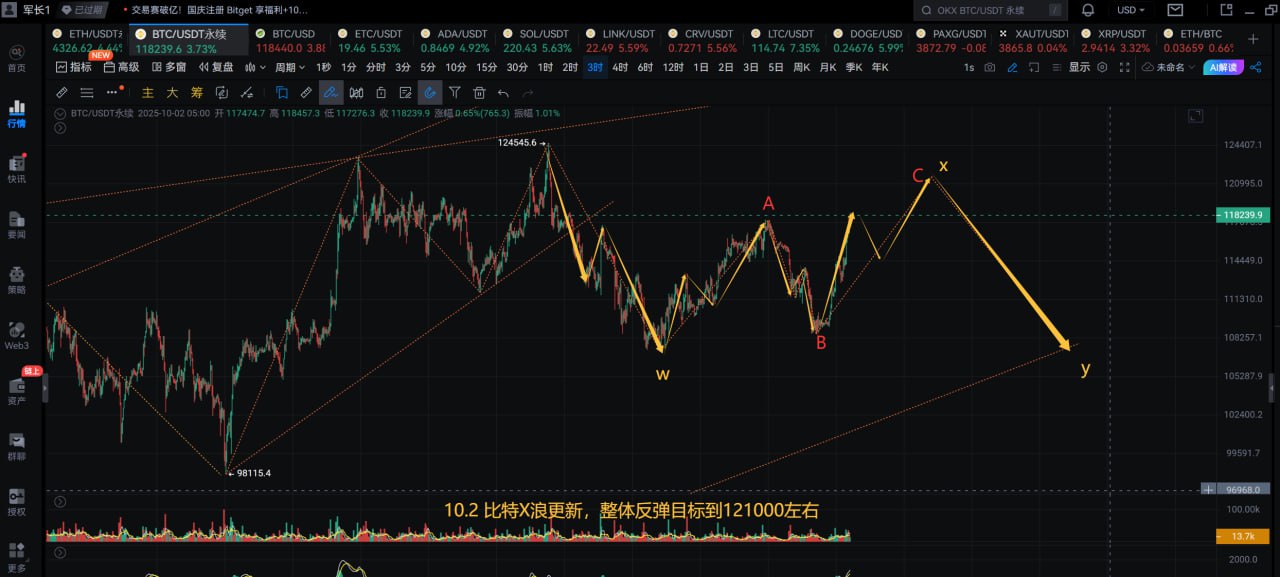 军长1 已过期 交易赛破亿！国庆注册 Bitget 享福利+10... OKX BTC/USDT 永续 / USD
ETH/USDT永 BTC/USDT永续 BTC/USD ETC/USDT ADA/USDT SOL/USDT LINK/USDT CRV/USDT LTC/USDT DOGE/USD PAXG/USDT XAUT/USDT XRP/USDT ETH/BTC
4326.62 4.44% 118239.6 3.73% 118440.0 3.88 19.46 5.53% 0.8469 4.92% 220.43 5.63% 22.49 5.59% 0.7271 5.56% 114.74 7.35% 0.24676 5.99 3872.79 -0.08 3865.8 0.04% 2.9414 3.32% 0.03659 0.66%
NEW
指标 高级 多窗 复盘 周期 1秒 1分 分时 3分 5分 10分 15分 30分 1时 2时 3时 4时 6时 12时 1日 2日 3日 5日 周K 月K 季K 年K 1s 显示 未命名 AI解读
主 大 筹
BTC/USDT永续 2025-10-02 05:00 开 117474.7 高 118457.3 低 117276.3 收 118239.9 涨幅 0.65%(765.3) 振幅 1.01%
首页
行情
快讯
要闻
策略
Web3
链上
资产
群聊
授权
更多
124545.6
98115.4
w
A
B
C
x
y
124407.1
120995.0
118239.9
114449.0
111310.0
108257.1
105287.9
102400.2
99591.7
96968.0
10.2 比特X浪更新，整体反弹目标到121000左右
100.00k
13.7k
2000.0